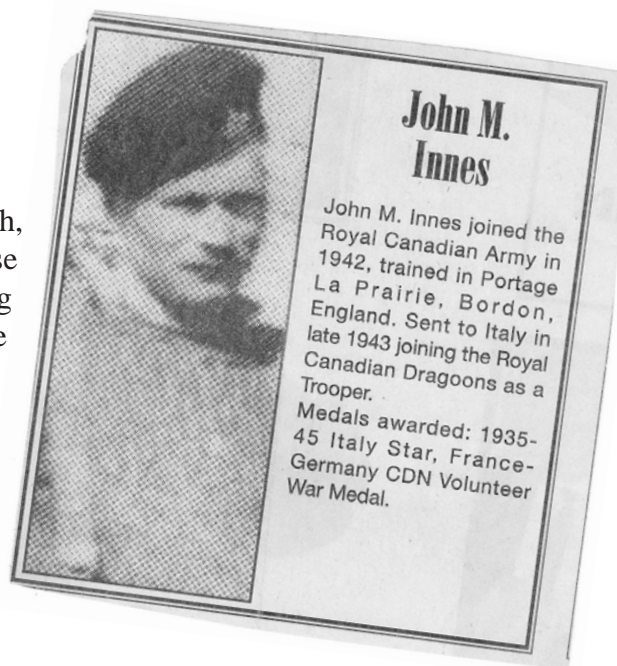 h,
se
g
e
John M.
Innes
John M. Innes joined the
Royal Canadian Army in
1942, trained in Portage
La Prairie, Bordon,
England. Sent to Italy in
late 1943 joining the Royal
Canadian Dragoons as a
Trooper.
Medals awarded: 1935-
45 Italy Star, France-
Germany CDN Volunteer
War Medal.